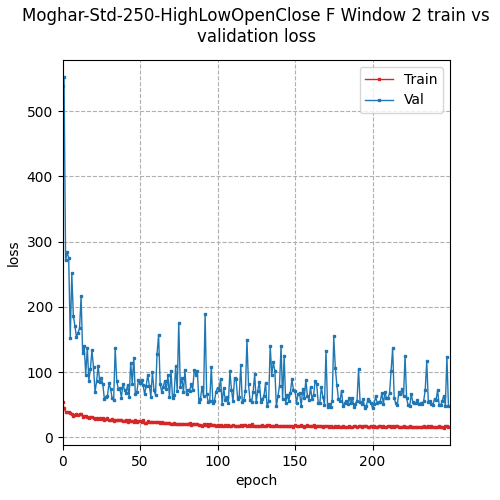 Moghar-Std-250-HighLowOpenClose F Window 2 train vs
validation loss
Train
Val
500
400
300
200
100
0
loss
0
50
100
150
200
epoch